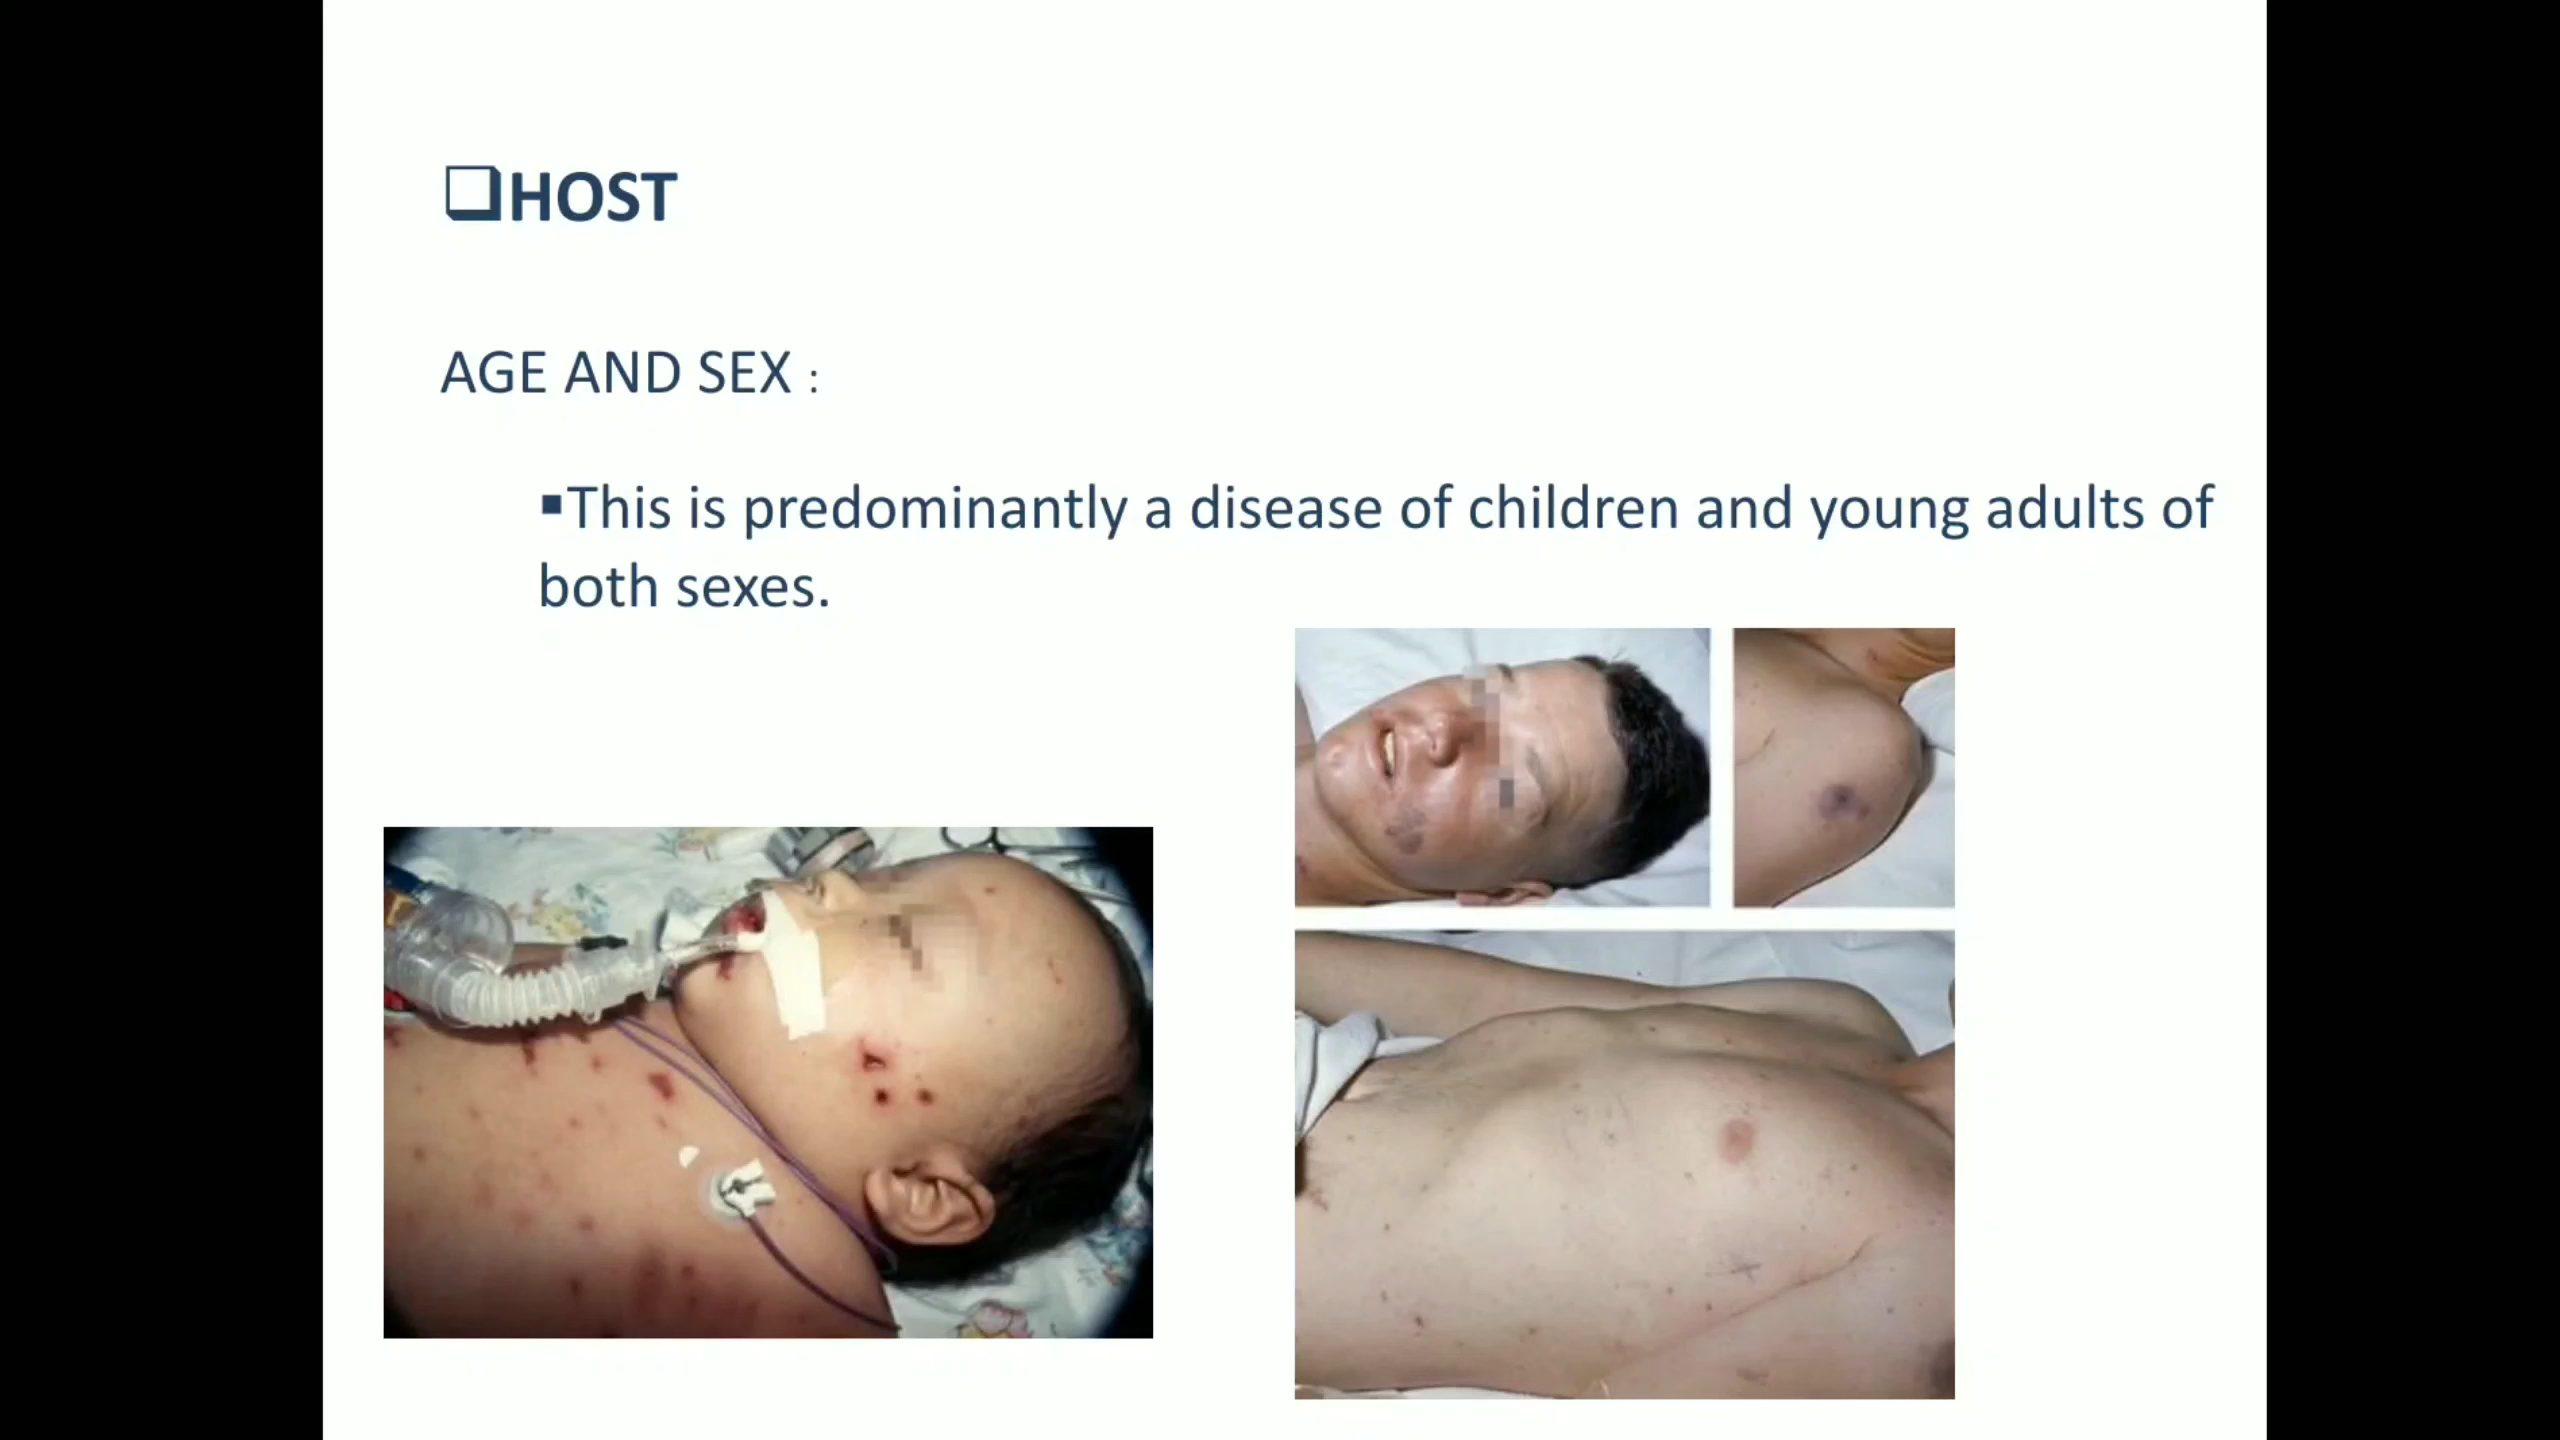 ❑HOST
AGE AND SEX :
▪This is predominantly a disease of children and young adults of
both sexes.